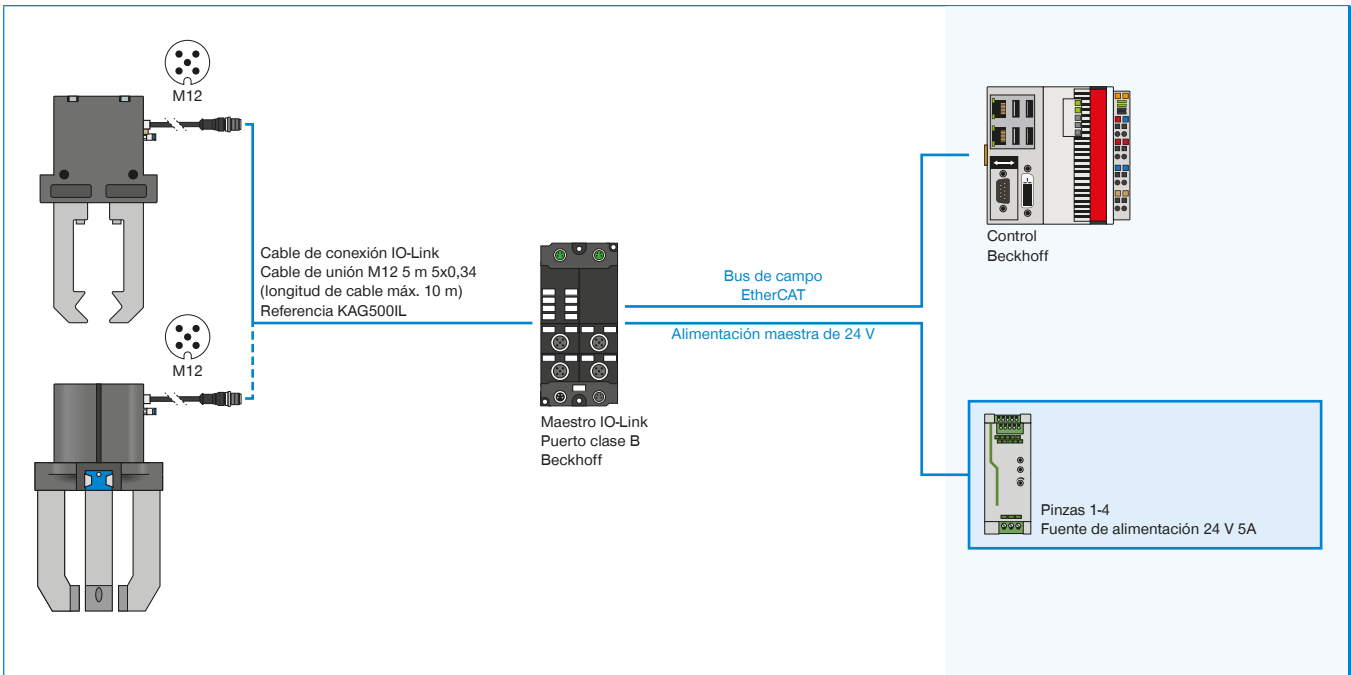 M12
Cable de conexión IO-Link
Cable de unión M12 5 m 5x0,34
(longitud de cable máx. 10 m)
Referencia KAG500IL
M12
Maestro IO-Link
Puerto clase B
Beckhoff
Bus de campo
EtherCAT
Alimentación maestra de 24 V
Control
Beckhoff
Pinzas 1-4
Fuente de alimentación 24 V 5A